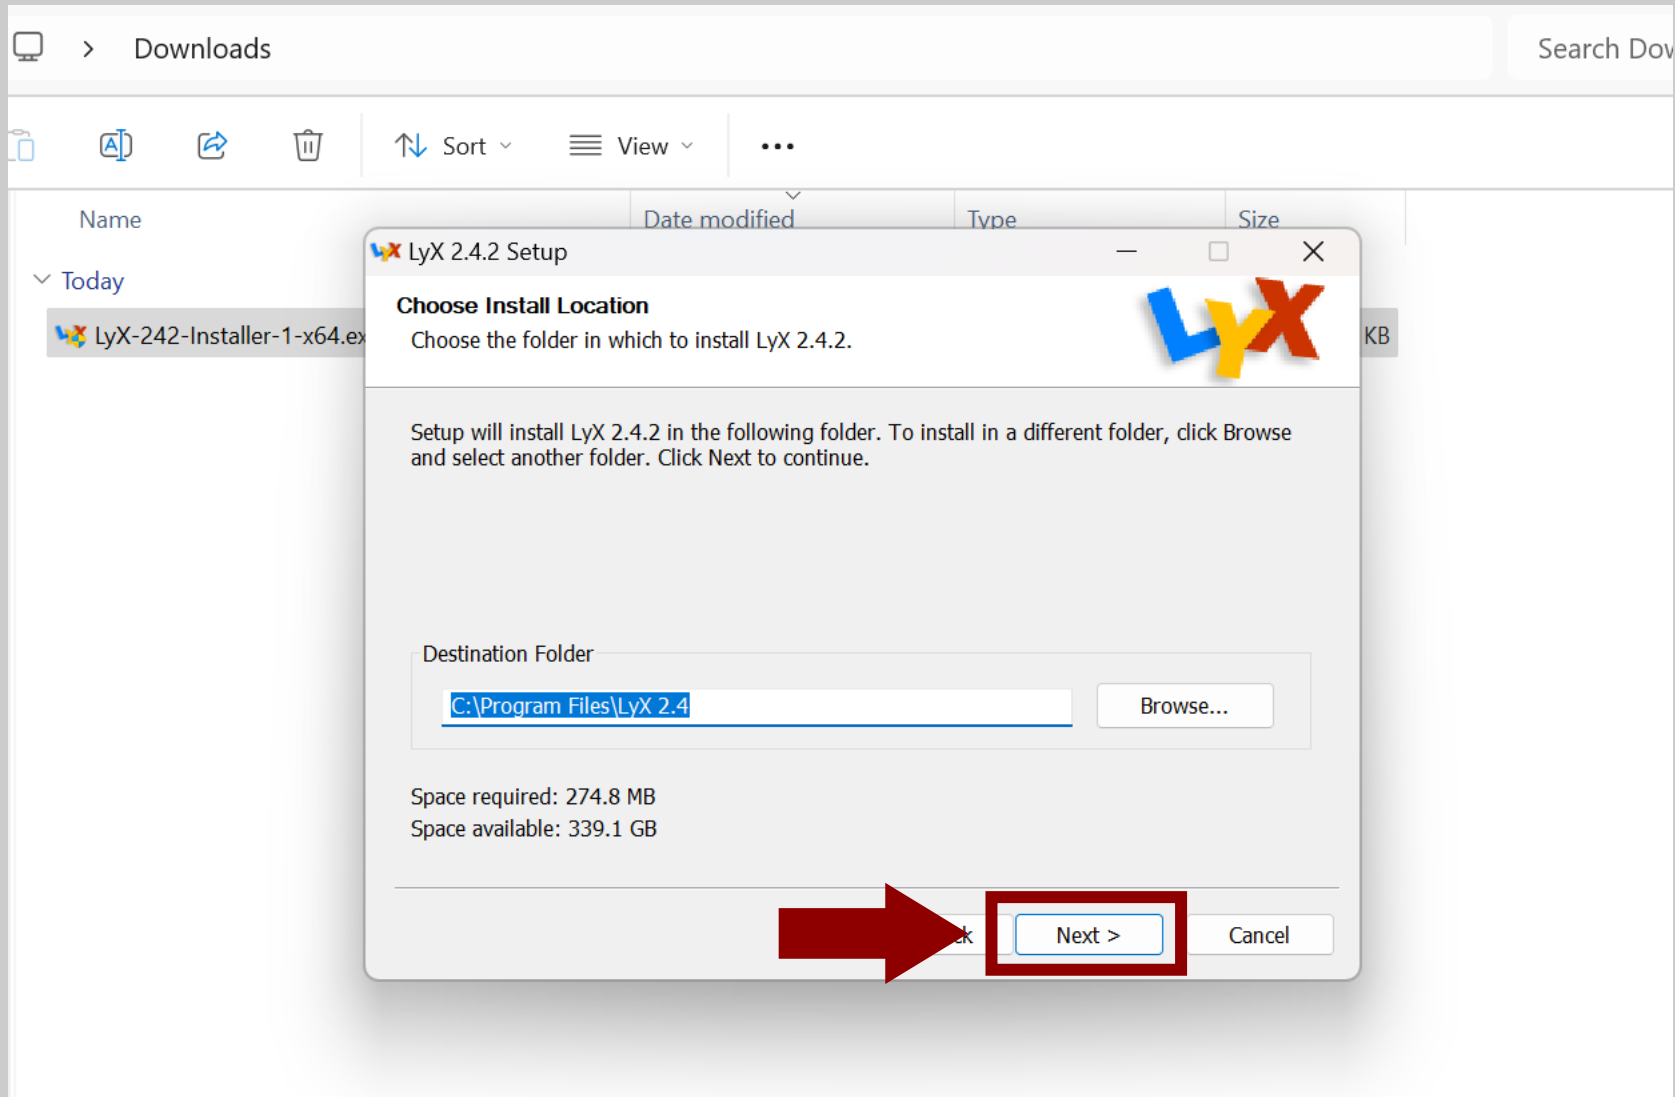 Downloads
Search Dow
Sort
View
Name
Date modified
Type
Size
Today
LyX-242-Installer-1-x64.ex
KB
LyX 2.4.2 Setup
Choose Install Location
Choose the folder in which to install LyX 2.4.2.
LYX
Setup will install LyX 2.4.2 in the following folder. To install in a different folder, click Browse
and select another folder. Click Next to continue.
Destination Folder
C:\Program Files\LyX 2.4
Browse...
Space required: 274.8 MB
Space available: 339.1 GB
ck
Next >
Cancel